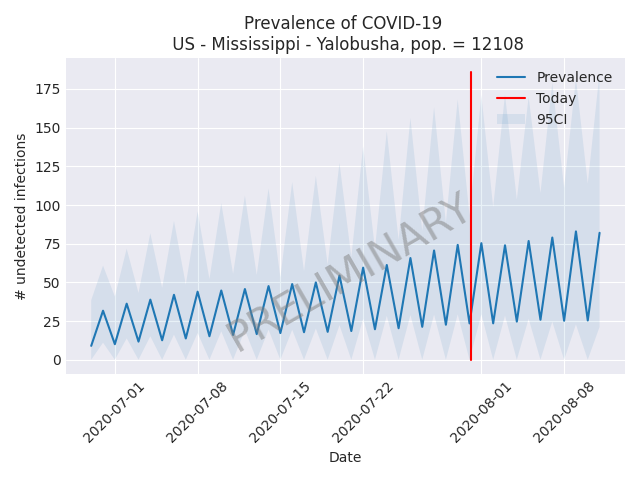 Prevalence of COVID-19
US - Mississippi - Yalobusha, pop. = 12108
Prevalence
Today
95CI
# undetected infections
175
150
125
100
75
50
25
0
PRELIMINARY
2020-07-01
2020-07-08
2020-07-15
2020-07-22
2020-08-01
2020-08-08
Date